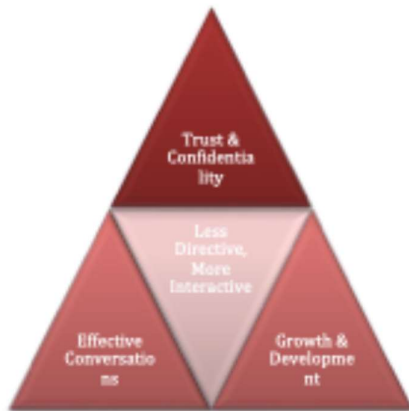 Trust &
Confidentia
lity
Less
Directive,
More
Interactive
Effective
Conversatio
ns
Growth &
Developme
nt